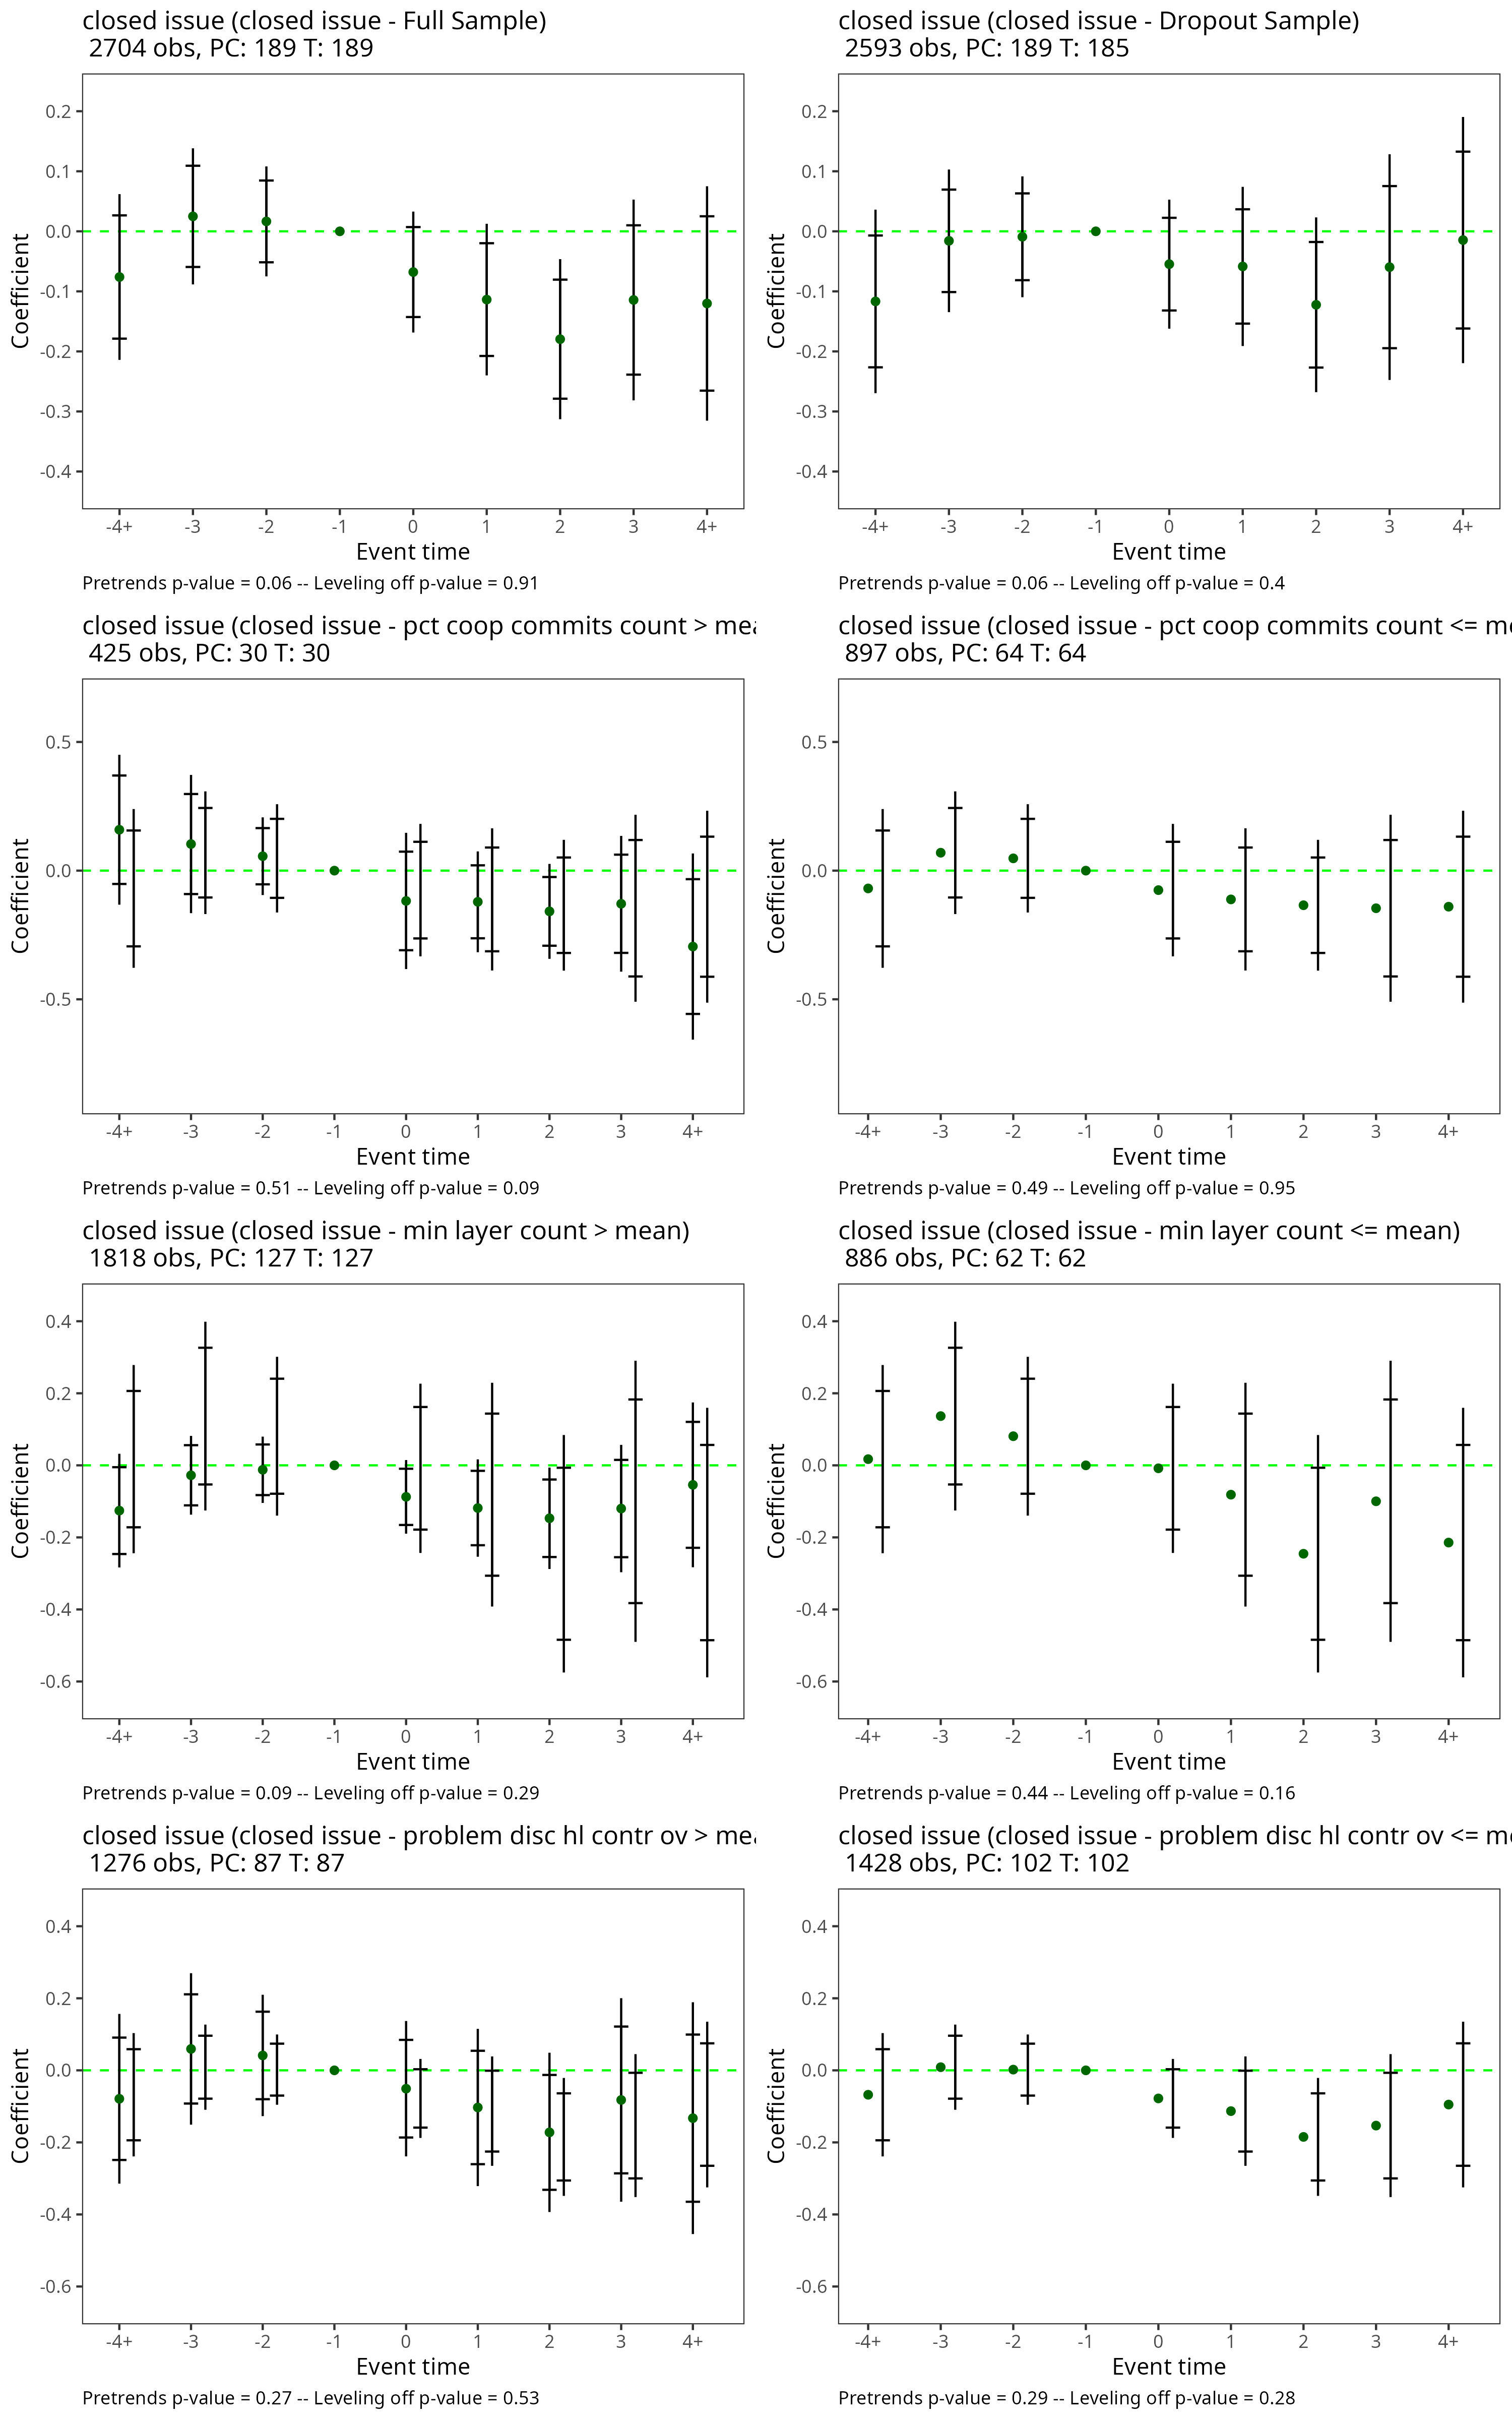 closed issue (closed issue - Full Sample)
2704 obs, PC: 189 T: 189
0.2
0.1
0.0
-0.1
-0.2
-0.3
-0.4
Coefficient
-4+ -3 -2 -1 0 1 2 3 4+
Event time
Pretrends p-value = 0.06 -- Leveling off p-value = 0.91
closed issue (closed issue - Dropout Sample)
2593 obs, PC: 189 T: 185
0.2
0.1
0.0
-0.1
-0.2
-0.3
-0.4
Coefficient
-4+ -3 -2 -1 0 1 2 3 4+
Event time
Pretrends p-value = 0.06 -- Leveling off p-value = 0.4
closed issue (closed issue - pct coop commits count > mea
425 obs, PC: 30 T: 30
0.5
0.0
-0.5
Coefficient
-4+ -3 -2 -1 0 1 2 3 4+
Event time
Pretrends p-value = 0.51 -- Leveling off p-value = 0.09
closed issue (closed issue - pct coop commits count <= me
897 obs, PC: 64 T: 64
0.5
0.0
-0.5
Coefficient
-4+ -3 -2 -1 0 1 2 3 4+
Event time
Pretrends p-value = 0.49 -- Leveling off p-value = 0.95
closed issue (closed issue - min layer count > mean)
1818 obs, PC: 127 T: 127
0.4
0.2
0.0
-0.2
-0.4
-0.6
Coefficient
-4+ -3 -2 -1 0 1 2 3 4+
Event time
Pretrends p-value = 0.09 -- Leveling off p-value = 0.29
closed issue (closed issue - min layer count <= mean)
886 obs, PC: 62 T: 62
0.4
0.2
0.0
-0.2
-0.4
-0.6
Coefficient
-4+ -3 -2 -1 0 1 2 3 4+
Event time
Pretrends p-value = 0.44 -- Leveling off p-value = 0.16
closed issue (closed issue - problem disc hl contr ov > mea
1276 obs, PC: 87 T: 87
0.4
0.2
0.0
-0.2
-0.4
-0.6
Coefficient
-4+ -3 -2 -1 0 1 2 3 4+
Event time
Pretrends p-value = 0.27 -- Leveling off p-value = 0.53
closed issue (closed issue - problem disc hl contr ov <= me
1428 obs, PC: 102 T: 102
0.4
0.2
0.0
-0.2
-0.4
-0.6
Coefficient
-4+ -3 -2 -1 0 1 2 3 4+
Event time
Pretrends p-value = 0.29 -- Leveling off p-value = 0.28